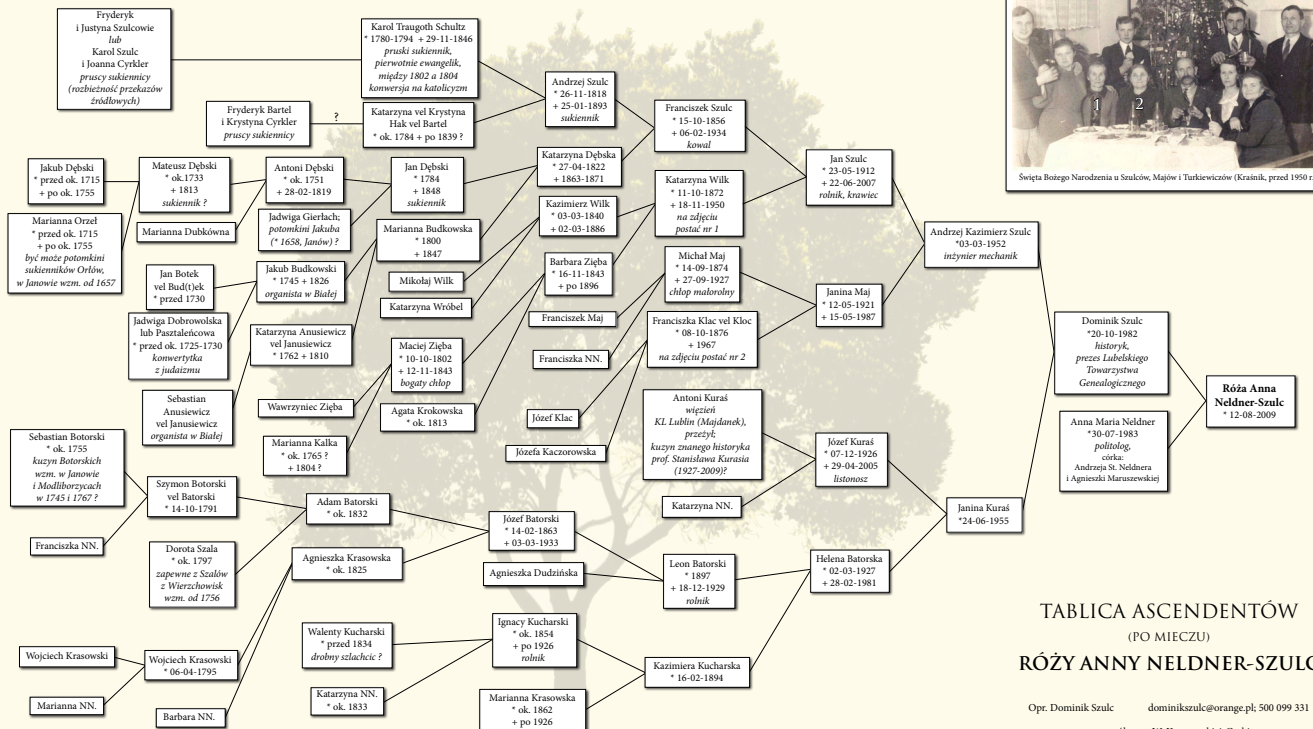 Fryderyk
i Justyna Szulcowie
lub
Karol Szulc
i Joanna Cyrkler
pruscy sukiennicy
(rozbieżność przekazów
źródłowych)
Karol Traugoth Schultz
* 1780-1794 + 29-11-1846
pruski sukiennik,
pierwotnie ewangelik,
między 1802 a 1804
konwersja na katolicyzm
Fryderyk Bartel
i Krystyna Cyrkler
pruscy sukiennicy
?
Katarzyna vel Krystyna
Hak vel Bartel
* ok. 1784 + po 1839 ?
Andrzej Szulc
* 26-11-1818
+ 25-01-1893
sukiennik
Franciszek Szulc
* 15-10-1856
+ 06-02-1934
kowal
Jakub Dębski
* przed ok. 1715
+ po ok. 1755
Mateusz Dębski
* ok.1733
+ 1813
sukiennik ?
Antoni Dębski
* ok. 1751
+ 28-02-1819
Jan Dębski
* 1784
+ 1848
sukiennik
Katarzyna Dębska
* 27-04-1822
+ 1863-1871
Marianna Orzeł
* przed ok. 1715
+ po ok. 1755
być może potomkini
sukienników Orłów,
w Janowie wzm. od 1657
Marianna Dubkówna
Jadwiga Gierłach;
potomkini Jakuba
(* 1658, Janów) ?
Marianna Budkowska
* 1800
+ 1847
Kazimierz Wilk
* 03-03-1840
+ 02-03-1886
Katarzyna Wilk
* 11-10-1872
+ 18-11-1950
na zdjęciu
postać nr 1
Jan Szulc
* 23-05-1912
+ 22-06-2007
rolnik, krawiec
Jan Botek
vel Bud(t)ek
* przed 1730
Jakub Budkowski
* 1745 + 1826
organista w Białej
Mikołaj Wilk
Katarzyna Wróbel
Barbara Zięba
* 16-11-1843
+ po 1896
Michał Maj
* 14-09-1874
+ 27-09-1927
chłop małorolny
Andrzej Kazimierz Szulc
*03-03-1952
inżynier mechanik
Jadwiga Dobrowolska
lub Pasztaleńcowa
* przed ok. 1725-1730
konwertytka
z judaizmu
Katarzyna Anusiewicz
vel Janusiewicz
* 1762 + 1810
Franciszek Maj
Franciszka NN.
Franciszka Klac vel Kloc
* 08-10-1876
+ 1967
na zdjęciu postać nr 2
Janina Maj
* 12-05-1921
+ 15-05-1987
Maciej Zięba
* 10-10-1802
+ 12-11-1843
bogaty chłop
Sebastian
Anusiewicz
vel Janusiewicz
organista w Białej
Wawrzyniec Zięba
Agata Krokowska
* ok. 1813
Marianna Kalka
* ok. 1765 ?
+ 1804 ?
Józef Klac
Józefa Kaczorowska
Antoni Kuraś
więzień
KL Lublin (Majdanek),
przeżył;
kuzyn znanego historyka
prof. Stanisława Kurasia
(1927-2009)?
Katarzyna NN.
Józef Kuraś
* 07-12-1926
+ 29-04-2005
listonosz
Dominik Szulc
*20-10-1982
historyk,
prezes Lubelskiego
Towarzystwa
Genealogicznego
Anna Maria Neldner
*30-07-1983
politolog,
córka:
Andrzeja St. Neldnera
i Agnieszki Maruszewskiej
Róża Anna
Neldner-Szulc
* 12-08-2009
Janina Kuraś
*24-06-1955
Sebastian Botorski
* ok. 1755
kuzyn Botorskich
wzm. w Janowie
i Modliborzycach
w 1745 i 1767 ?
Szymon Botorski
vel Batorski
* 14-10-1791
Franciszka NN.
Adam Batorski
* ok. 1832
Dorota Szala
* ok. 1797
zapewne z Szalów
z Wierzchowisk
wzm. od 1756
Agnieszka Krasowska
* ok. 1825
Józef Batorski
* 14-02-1863
+ 03-03-1933
Agnieszka Dudzińska
Leon Batorski
* 1897
+ 18-12-1929
rolnik
Helena Batorska
* 02-03-1927
+ 28-02-1981
Wojciech Krasowski
Marianna NN.
Wojciech Krasowski
* 06-04-1795
Barbara NN.
Walenty Kucharski
* przed 1834
drobny szlachcic ?
Katarzyna NN.
* ok. 1833
Ignacy Kucharski
* ok. 1854
+ po 1926
rolnik
Marianna Krasowska
* ok. 1862
+ po 1926
Kazimiera Kucharska
* 16-02-1894
1
2
Święta Bożego Narodzenia u Szulców, Majów i Turkiewiczów (Kraśnik, przed 1950 r.
TABLICA ASCENDENTÓW
(PO MIECZU)
RÓŻY ANNY NELDNER-SZULC
Opr. Dominik Szulc dominikszulc@orange.pl; 500 099 331